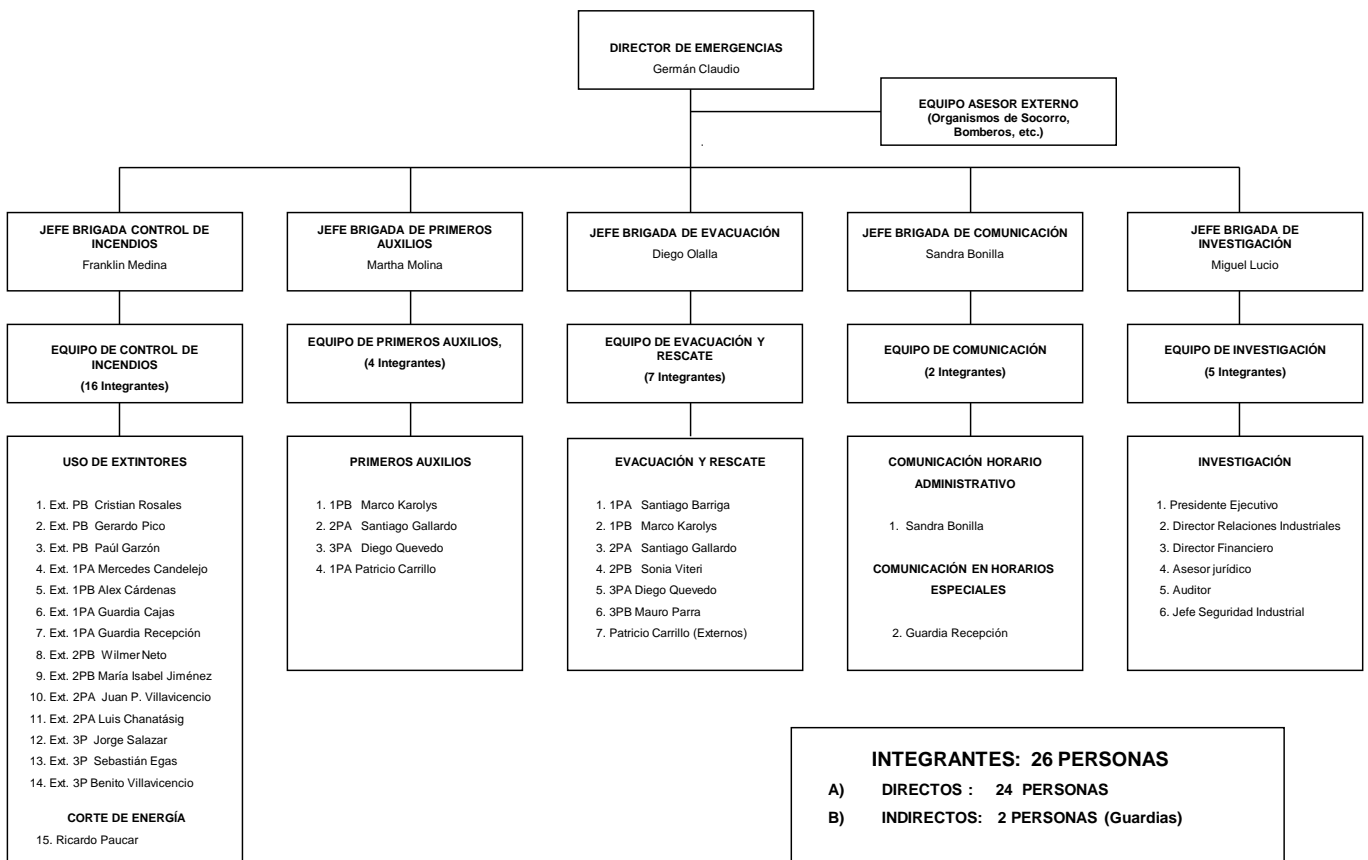 DIRECTOR DE EMERGENCIAS
Germán Claudio
EQUIPO ASESOR EXTERNO
(Organismos de Socorro,
Bomberos, etc.)
JEFE BRIGADA CONTROL DE
INCENDIOS
Franklin Medina
JEFE BRIGADA DE PRIMEROS
AUXILIOS
Martha Molina
JEFE BRIGADA DE EVACUACIÓN
Diego Olalla
JEFE BRIGADA DE COMUNICACIÓN
Sandra Bonilla
JEFE BRIGADA DE
INVESTIGACIÓN
Miguel Lucio
EQUIPO DE CONTROL DE
INCENDIOS
(16 Integrantes)
EQUIPO DE PRIMEROS AUXILIOS,
(4 Integrantes)
EQUIPO DE EVACUACIÓN Y
RESCATE
(7 Integrantes)
EQUIPO DE COMUNICACIÓN
(2 Integrantes)
EQUIPO DE INVESTIGACIÓN
(5 Integrantes)
USO DE EXTINTORES
1. Ext. PB Cristian Rosales
2. Ext. PB Gerardo Pico
3. Ext. PB Paúl Garzón
4. Ext. 1PA Mercedes Candelejo
5. Ext. 1PB Alex Cárdenas
6. Ext. 1PA Guardia Cajas
7. Ext. 1PA Guardia Recepción
8. Ext. 2PB Wilmer Neto
9. Ext. 2PB María Isabel Jiménez
10. Ext. 2PA Juan P. Villavicencio
11. Ext. 2PA Luis Chanatásig
12. Ext. 3P Jorge Salazar
13. Ext. 3P Sebastián Egas
14. Ext. 3P Benito Villavicencio
CORTE DE ENERGÍA
15. Ricardo Paucar
PRIMEROS AUXILIOS
1. 1PB Marco Karolys
2. 2PA Santiago Gallardo
3. 3PA Diego Quevedo
4. 1PA Patricio Carrillo
EVACUACIÓN Y RESCATE
1. 1PA Santiago Barriga
2. 1PB Marco Karolys
3. 2PA Santiago Gallardo
4. 2PB Sonia Viteri
5. 3PA Diego Quevedo
6. 3PB Mauro Parra
7. Patricio Carrillo (Externos)
COMUNICACIÓN HORARIO
ADMINISTRATIVO
1. Sandra Bonilla
COMUNICACIÓN EN HORARIOS
ESPECIALES
2. Guardia Recepción
INVESTIGACIÓN
1. Presidente Ejecutivo
2. Director Relaciones Industriales
3. Director Financiero
4. Asesor jurídico
5. Auditor
6. Jefe Seguridad Industrial
INTEGRANTES: 26 PERSONAS
A) DIRECTOS : 24 PERSONAS
B) INDIRECTOS: 2 PERSONAS (Guardias)